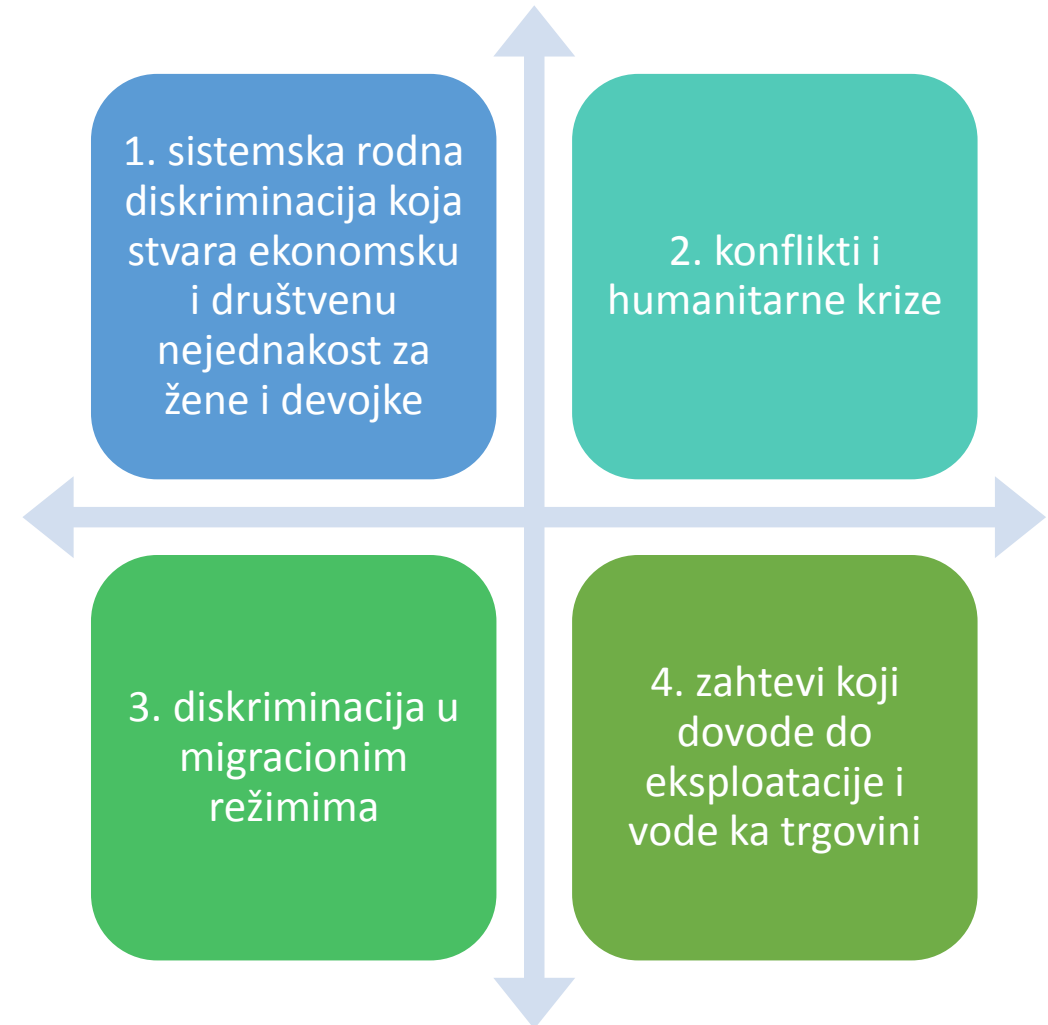 1. sistemska rodna
diskriminacija koja
stvara ekonomsku
i društvenu
nejednakost za
žene i devojke
2. konflikti i
humanitarne krize
3. diskriminacija u
migracionim
režimima
4. zahtevi koji
dovode do
eksploatacije i
vode ka trgovini